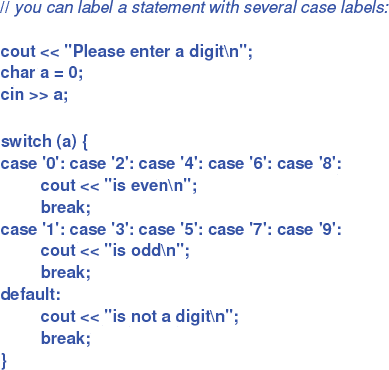 // you can label a statement with several case labels:
cout << "Please enter a digit\n";
char a = 0;
cin >> a;
switch (a) {
case '0': case '2': case '4': case '6': case '8':
cout << "is even\n";
break;
case '1': case '3': case '5': case '7': case '9':
cout << "is odd\n";
break;
default:
cout << "is not a digit\n";
break;
}